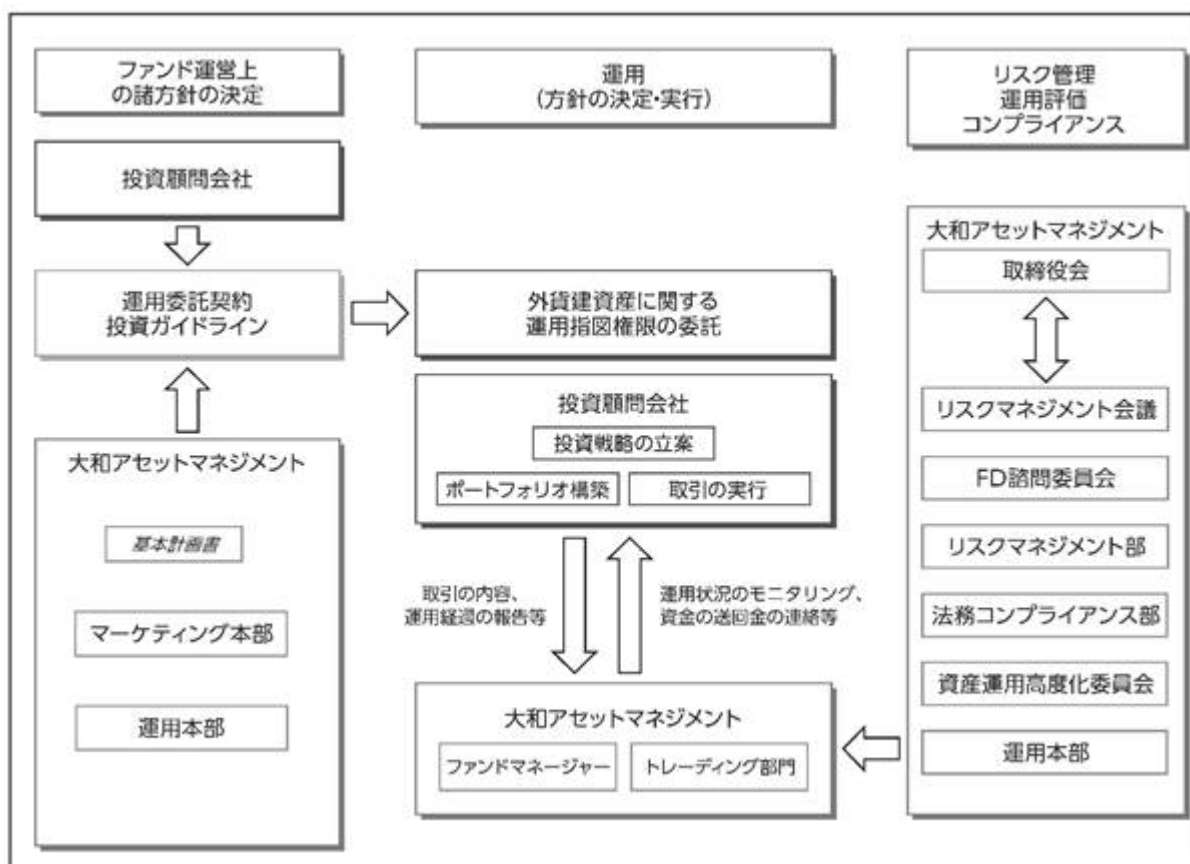 ファンド運営上
の諸方針の決定
投資顧問会社
運用委託契約
投資ガイドライン
大和アセットマネジメント
基本計画書
マーケティング本部
運用本部
運用
(方針の決定・実行)
外貨建資産に関する
運用指図権限の委託
投資顧問会社
投資戦略の立案
ポートフォリオ構築
取引の実行
取引の内容、
運用経過の報告等
運用状況のモニタリング、
資金の送回金の連絡等
大和アセットマネジメント
ファンドマネージャー
トレーディング部門
リスク管理
運用評価
コンプライアンス
大和アセットマネジメント
取締役会
リスクマネジメント会議
FD諮問委員会
リスクマネジメント部
法務コンプライアンス部
資産運用高度化委員会
運用本部